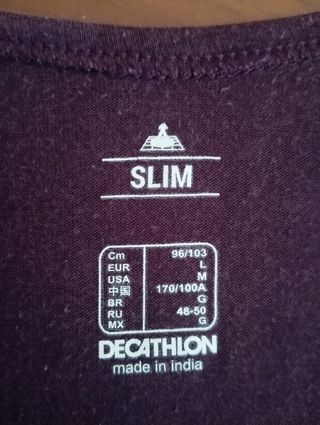 SLIM
Cm 96/103
EUR L
USA M
中国 170/100A
BR G
RU 48-50
MX G
DECATHLON
made in india